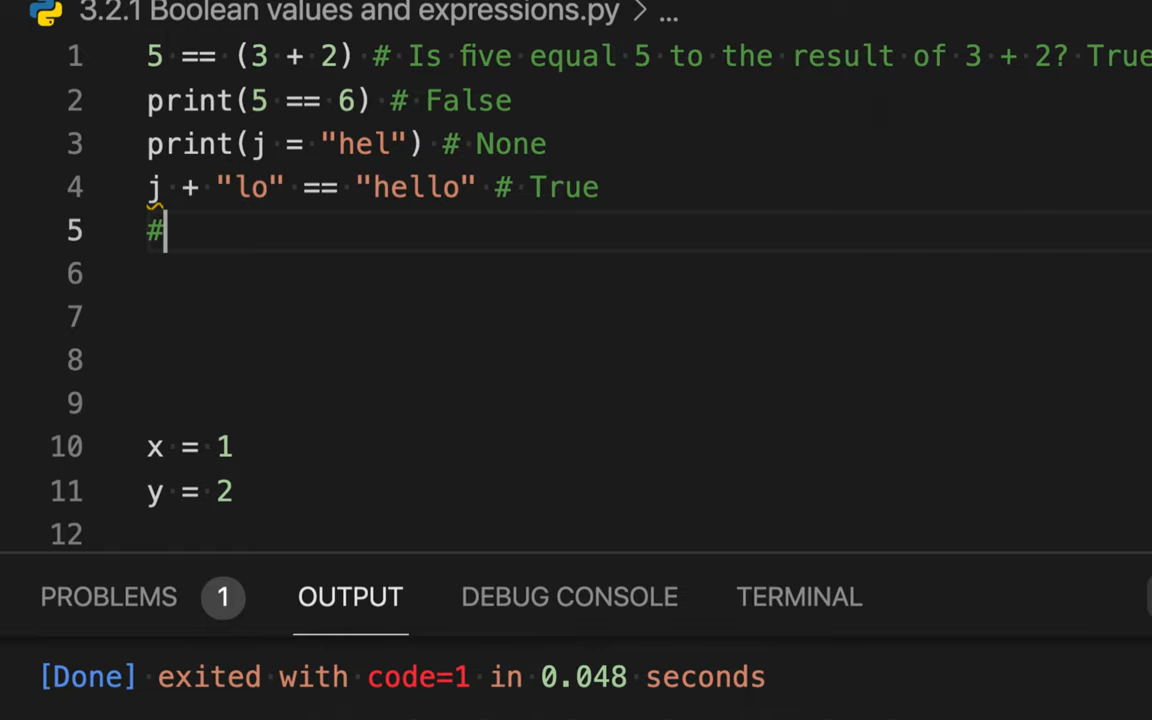 3.2.1 Boolean values and expressions.py > ...
1 5 == (3 + 2) # Is five equal 5 to the result of 3 + 2? True
2 print(5 == 6) # False
3 print(j = "hel") # None
4 j + "lo" == "hello" # True
5 #
6
7
8
9
10 x = 1
11 y = 2
12
PROBLEMS 1 OUTPUT DEBUG CONSOLE TERMINAL
[Done] exited with code=1 in 0.048 seconds